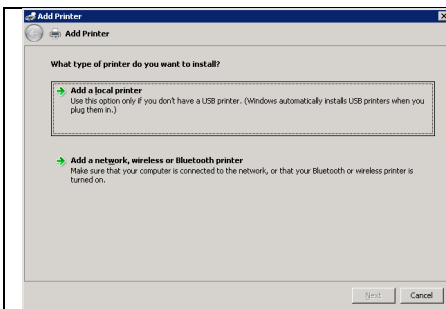 Add Printer
Add Printer
What type of printer do you want to install?
Add a local printer
Use this option only if you don't have a USB printer. (Windows automatically installs USB printers when you
plug them in.)
Add a network, wireless or Bluetooth printer
Make sure that your computer is connected to the network, or that your Bluetooth or wireless printer is
turned on.
Next
Cancel